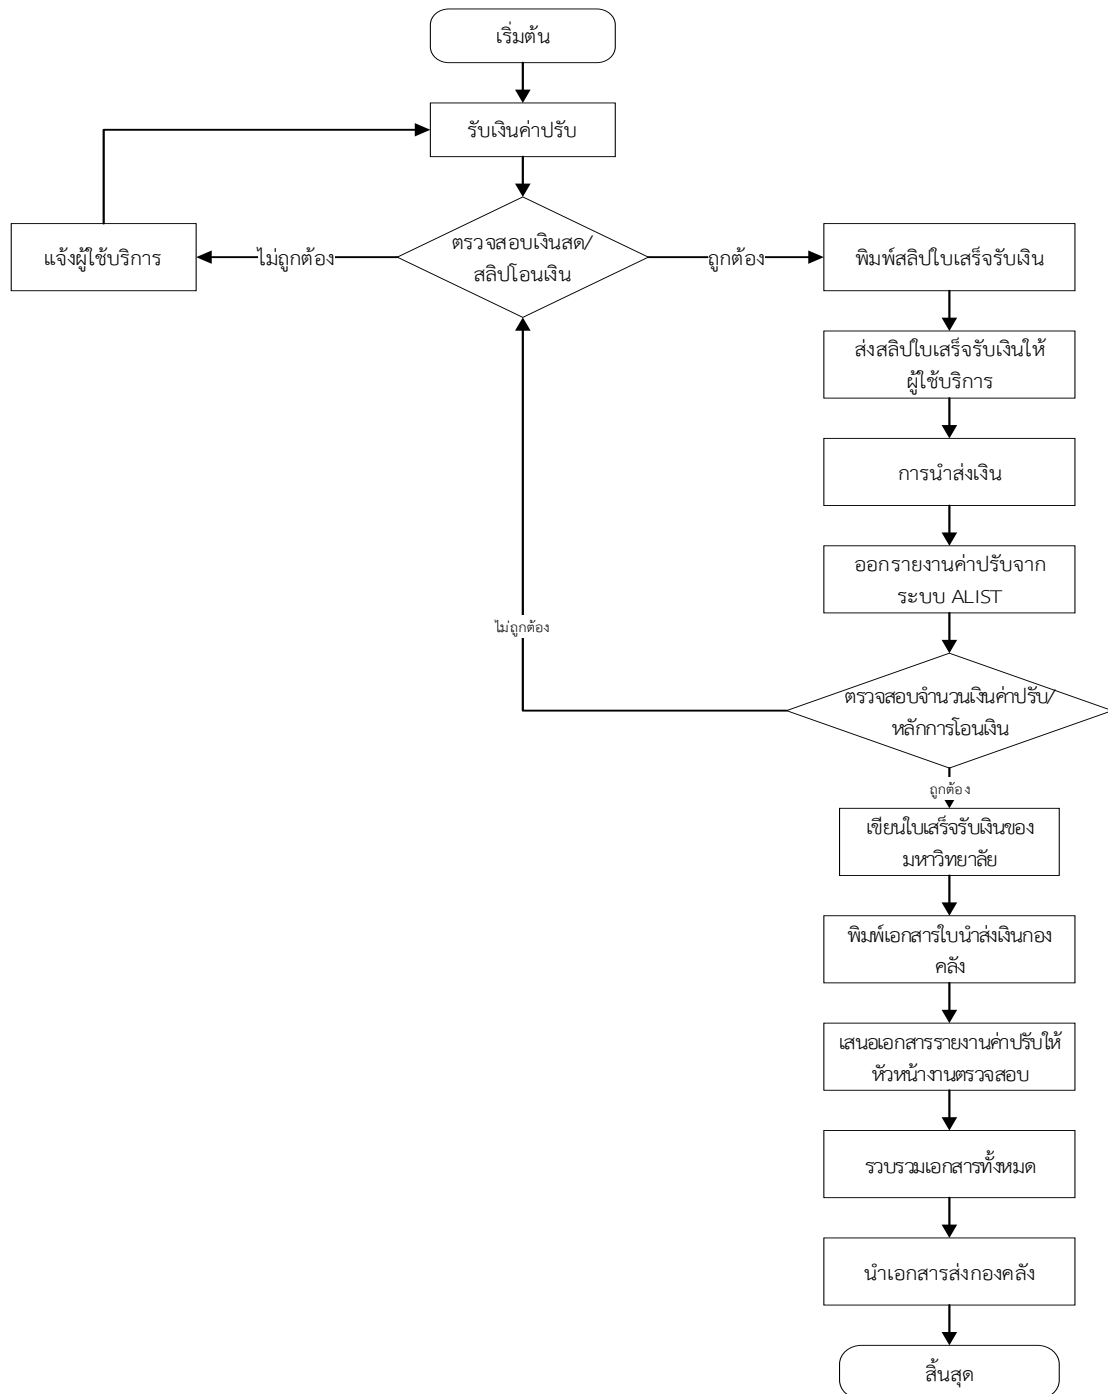 เริ่มต้น
รับเงินค่าปรับ
ตรวจสอบเงินสด/
สลิปโอนเงิน
ไม่ถูกต้อง
แจ้งผู้ใช้บริการ
ถูกต้อง
พิมพ์สลิปใบเสร็จรับเงิน
ส่งสลิปใบเสร็จรับเงินให้
ผู้ใช้บริการ
การนำส่งเงิน
ออกรายงานค่าปรับจาก
ระบบ ALIST
ไม่ถูกต้อง
ตรวจสอบจำนวนเงินค่าปรับ/
หลักการโอนเงิน
ถูกต้อง
เขียนใบเสร็จรับเงินของ
มหาวิทยาลัย
พิมพ์เอกสารใบนำส่งเงินกอง
คลัง
เสนอเอกสารรายงานค่าปรับให้
หัวหน้างานตรวจสอบ
รวบรวมเอกสารทั้งหมด
นำเอกสารส่งกองคลัง
สิ้นสุด